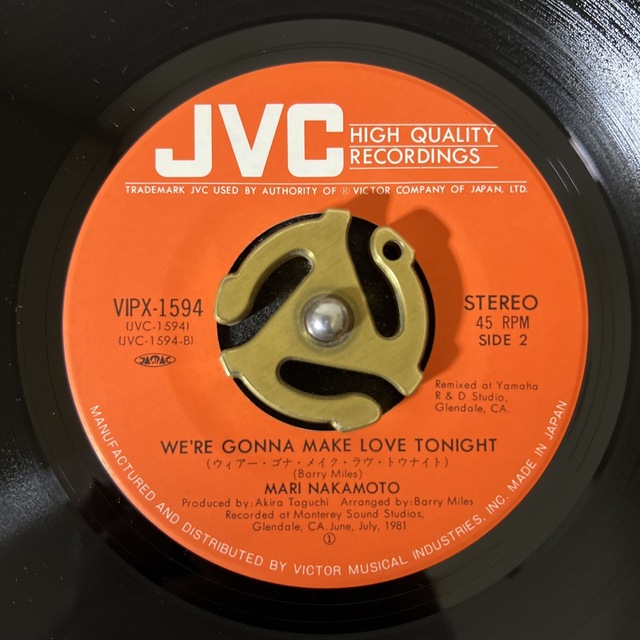 JVC HIGH QUALITY
RECORDINGS
TRADEMARK JVC USED BY AUTHORITY OF Ⓡ VICTOR COMPANY OF JAPAN, LTD.
VIPX-1594
(JVC-1594)
(JVC-1594-B)
JASRAC
STEREO
45 RPM
SIDE 2
Remixed at Yamaha
R & D Studio,
Glendale, CA.
WE'RE GONNA MAKE LOVE TONIGHT
(ウィアー・ゴナ・メイク・ラヴ・トウナイト)
(Barry Miles)
MARI NAKAMOTO
Produced by: Akira Taguchi Arranged by: Barry Miles
Recorded at Monterey Sound Studios,
Glendale, CA. June, July, 1981
①
MANUFACTURED AND DISTRIBUTED BY VICTOR MUSICAL INDUSTRIES, INC. MADE IN JAPAN